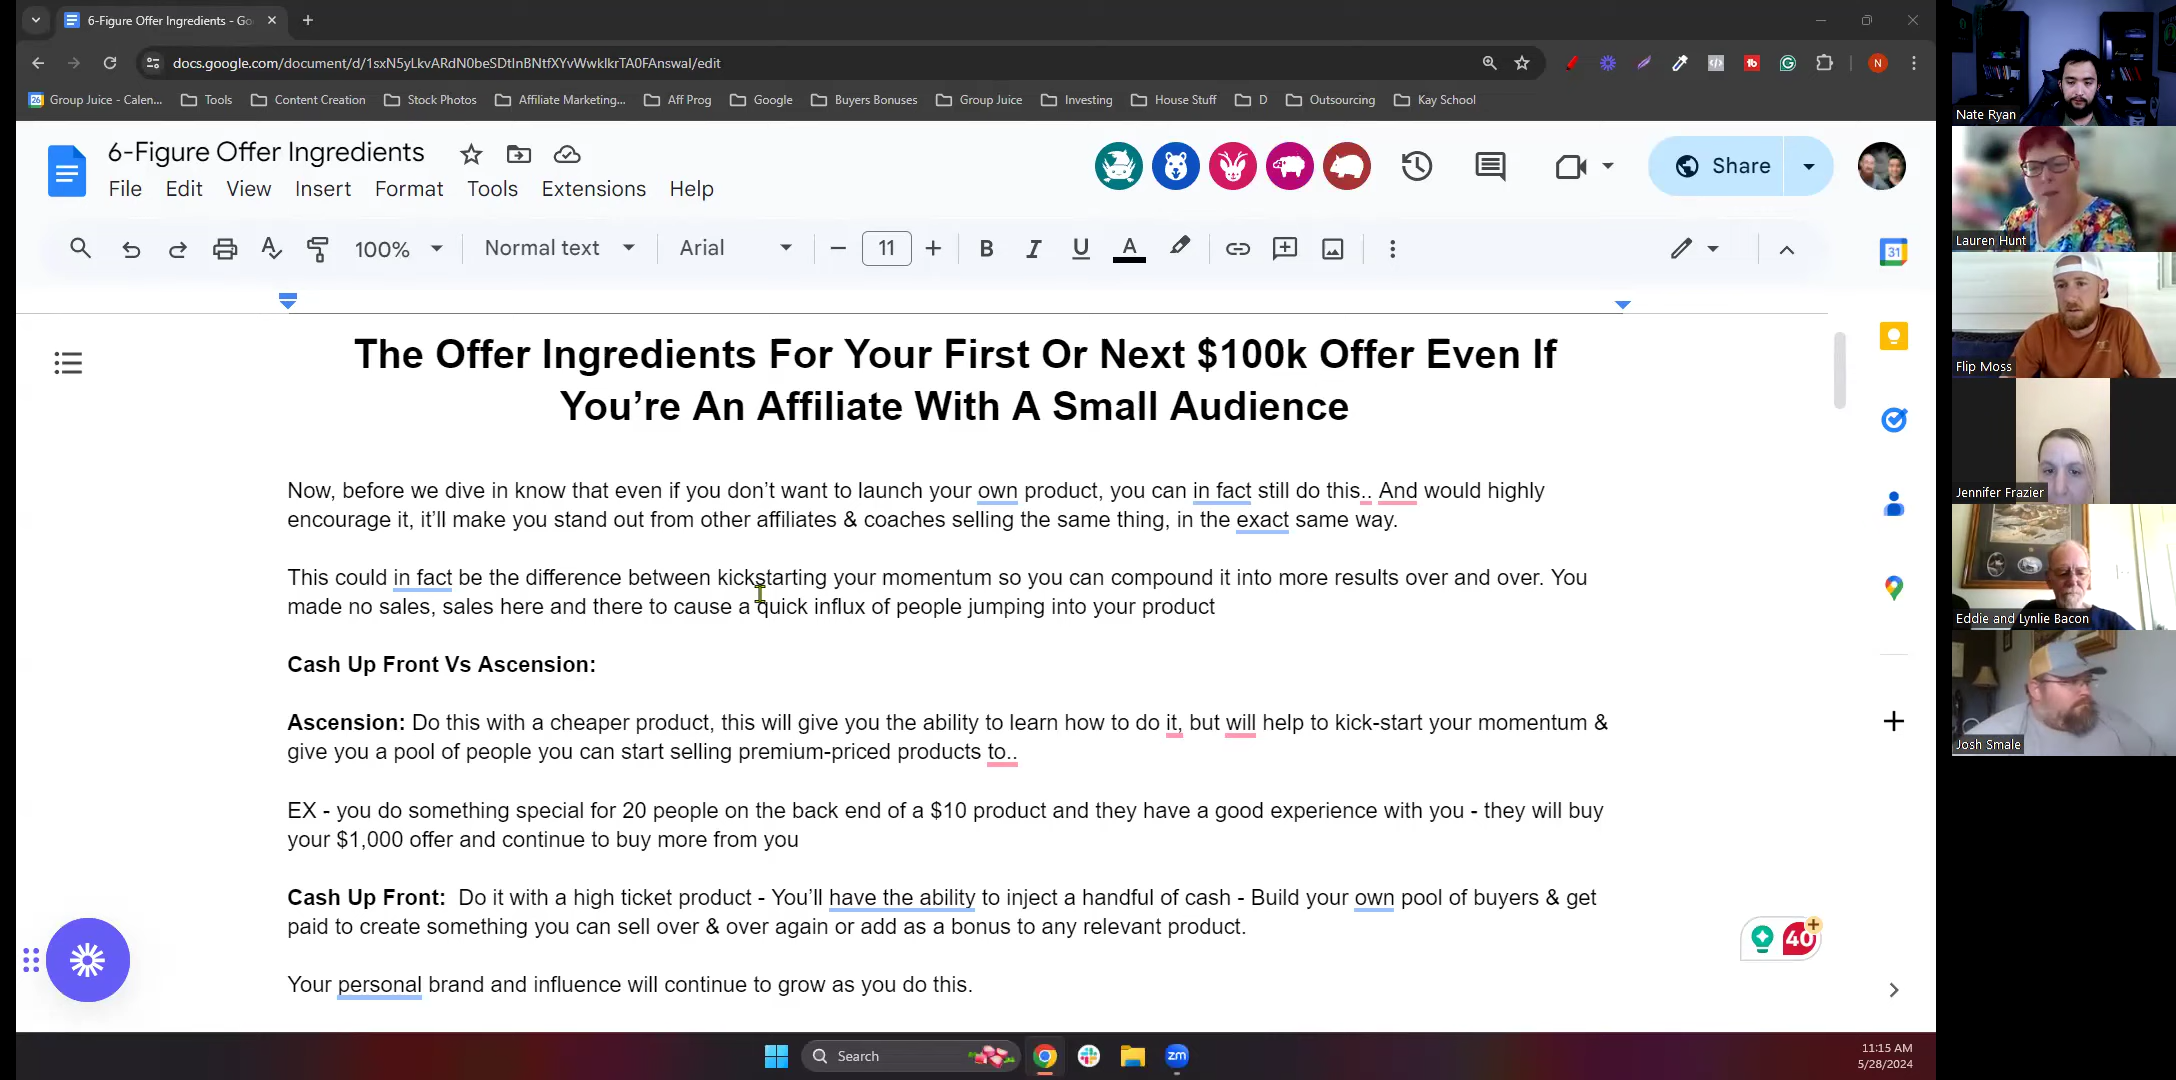 6-Figure Offer Ingredients - Go
docs.google.com/document/d/1sxN5yLkvARdN0beSDtInBNtfXYvWwklkrTA0FAnswaI/edit
Group Juice - Calen...
Tools
Content Creation
Stock Photos
Affiliate Marketing...
Aff Prog
Google
Buyers Bonuses
Group Juice
Investing
House Stuff
D
Outsourcing
Kay School
N
6-Figure Offer Ingredients
File Edit View Insert Format Tools Extensions Help
Share
100%
Normal text
Arial
11
B I U A
31
The Offer Ingredients For Your First Or Next $100k Offer Even If
You’re An Affiliate With A Small Audience
Now, before we dive in know that even if you don’t want to launch your own product, you can in fact still do this.. And would highly
encourage it, it’ll make you stand out from other affiliates & coaches selling the same thing, in the exact same way.
This could in fact be the difference between kickstarting your momentum so you can compound it into more results over and over. You
made no sales, sales here and there to cause a quick influx of people jumping into your product
Cash Up Front Vs Ascension:
Ascension: Do this with a cheaper product, this will give you the ability to learn how to do it, but will help to kick-start your momentum &
give you a pool of people you can start selling premium-priced products to..
EX - you do something special for 20 people on the back end of a $10 product and they have a good experience with you - they will buy
your $1,000 offer and continue to buy more from you
Cash Up Front:  Do it with a high ticket product - You’ll have the ability to inject a handful of cash - Build your own pool of buyers & get
paid to create something you can sell over & over again or add as a bonus to any relevant product.
Your personal brand and influence will continue to grow as you do this.
40
Search
zm
11:15 AM
5/28/2024
Nate Ryan
Lauren Hunt
Flip Moss
Jennifer Frazier
Eddie and Lynlie Bacon
Josh Smale